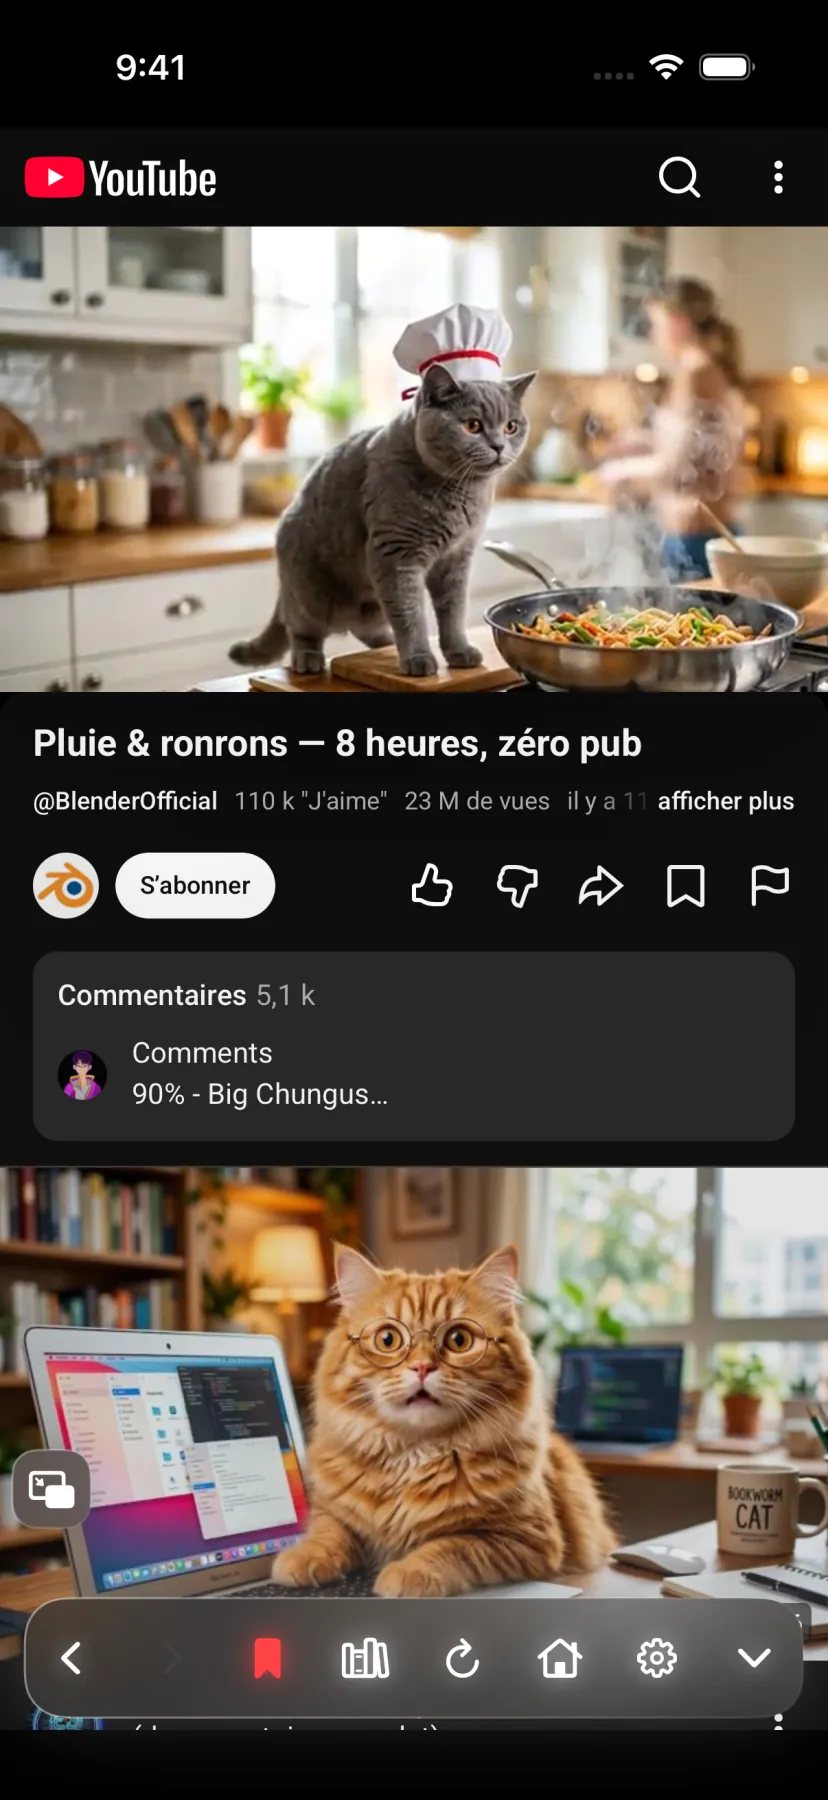 9:41
YouTube
Pluie & ronrons — 8 heures, zéro pub
@BlenderOfficial 110 k "J'aime" 23 M de vues il y a 11 afficher plus
S’abonner
Commentaires 5,1 k
Comments
90% - Big Chungus...
BOOKWORM
CAT